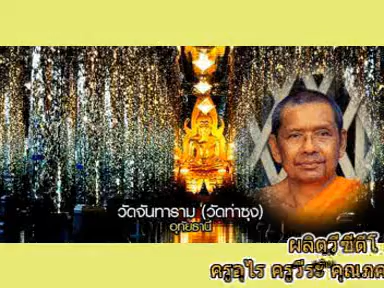 วัดจันทาราม (วัดท่าซุง)
อุทัยธานี
ผลิตวีซีดีโ
ครูอุไร ครูวีระ คุณภค